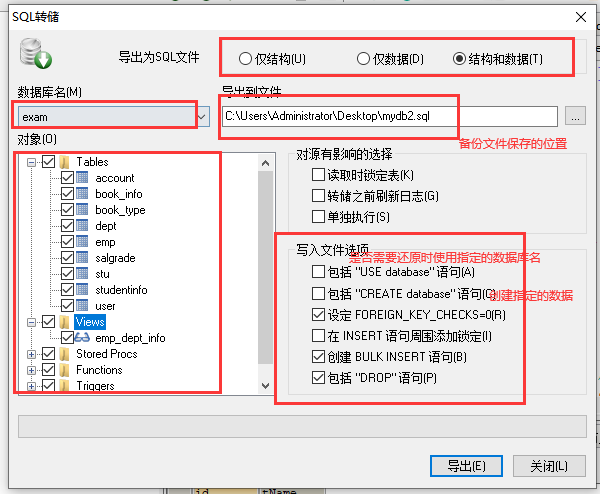 SQL转储
导出为SQL文件
仅结构(U)
仅数据(D)
结构和数据(T)
数据库名(M)
导出到文件
exam
C:\Users\Administrator\Desktop\mydb2.sql
...
备份文件保存的位置
对象(O)
Tables
account
book_info
book_type
dept
emp
salgrade
stu
studentinfo
user
Views
emp_dept_info
Stored Procs
Functions
Triggers
对源有影响的选择
读取时锁定表(K)
转储之前刷新日志(G)
单独执行(S)
写入文件选项
是否需要还原时使用指定的数据库名
包括 "USE database"语句(A)
包括 "CREATE database"语句(C)
创建指定的数据
设定 FOREIGN_KEY_CHECKS=0(R)
在 INSERT 语句周围添加锁定(I)
创建 BULK INSERT 语句(B)
包括 "DROP"语句(P)
导出(E)
关闭(L)
id
tName